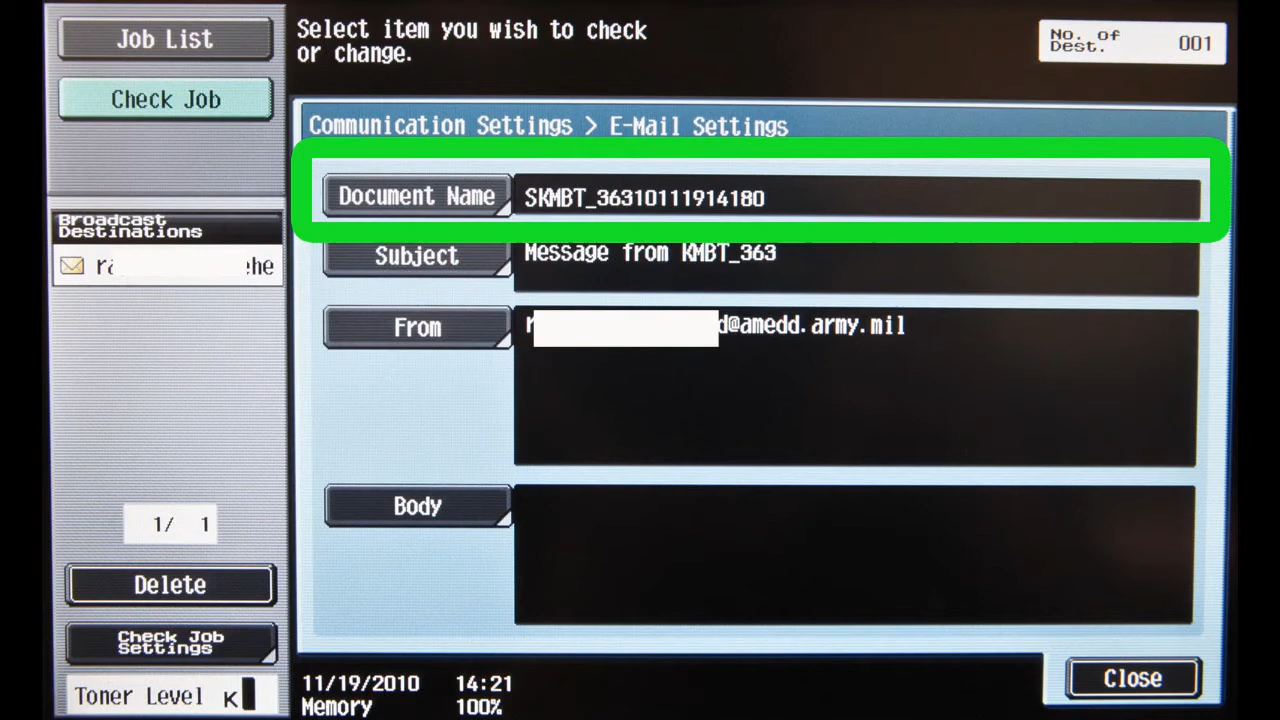 Job List
Check Job
Select item you wish to check
or change.
No. of
Dest. 001
Communication Settings > E-Mail Settings
Document Name SKMBT_36310111914180
Subject Message from KMBT_363
From r d@amedd.army.mil
Body
Broadcast
Destinations
ra he
1/ 1
Delete
Check Job
Settings
Toner Level K
11/19/2010 14:21
Memory 100%
Close